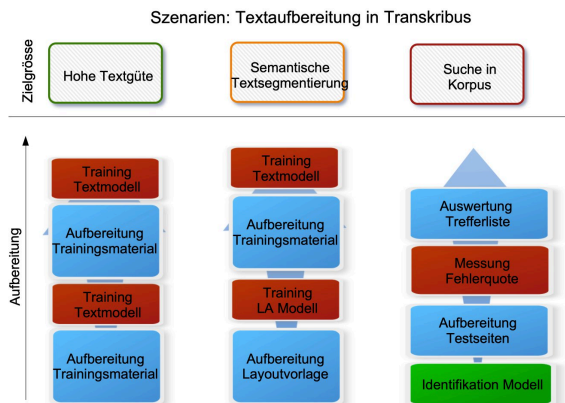 Szenarien: Textaufbereitung in Transkribus
Zielgrösse
Hohe Textgüte
Semantische
Textsegmentierung
Suche in
Korpus
Aufbereitung
Training
Textmodell
Aufbereitung
Trainingsmaterial
Training
Textmodell
Aufbereitung
Trainingsmaterial
Training
Textmodell
Aufbereitung
Trainingsmaterial
Training
LA Modell
Aufbereitung
Layoutvorlage
Auswertung
Trefferliste
Messung
Fehlerquote
Aufbereitung
Testseiten
Identifikation Modell